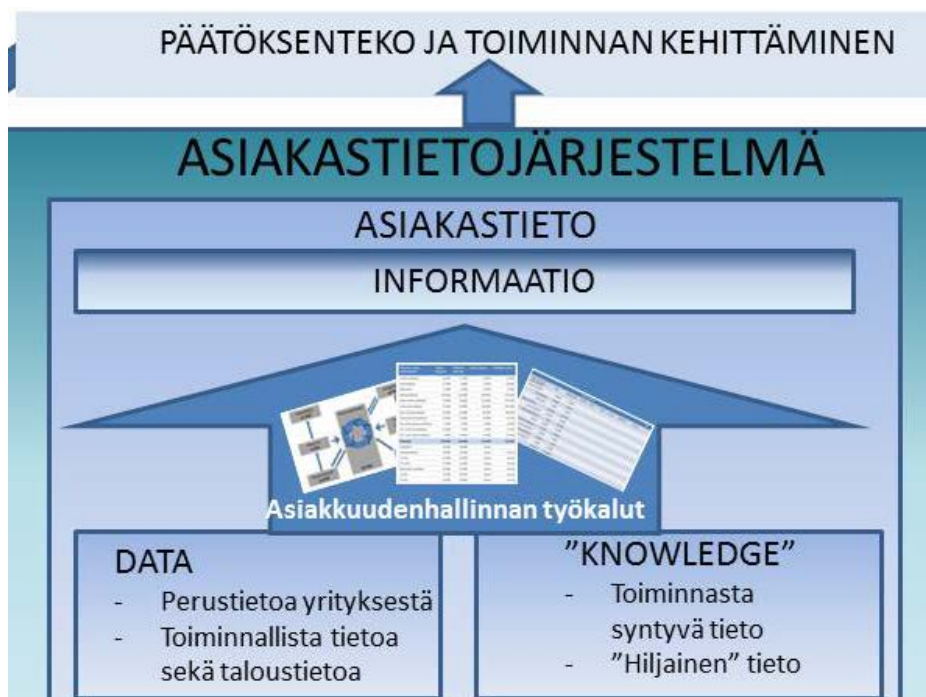 PÄÄTÖKSENTEKO JA TOIMINNAN KEHITTÄMINEN
ASIAKASTIETOJÄRJESTELMÄ
ASIAKASTIETO
INFORMAATIO
Asiakkuudenhallinnan työkalut
DATA
- Perustietoa yrityksestä
- Toiminnallista tietoa
sekä taloustietoa
”KNOWLEDGE”
- Toiminnasta
syntyvä tieto
- ”Hiljainen” tieto